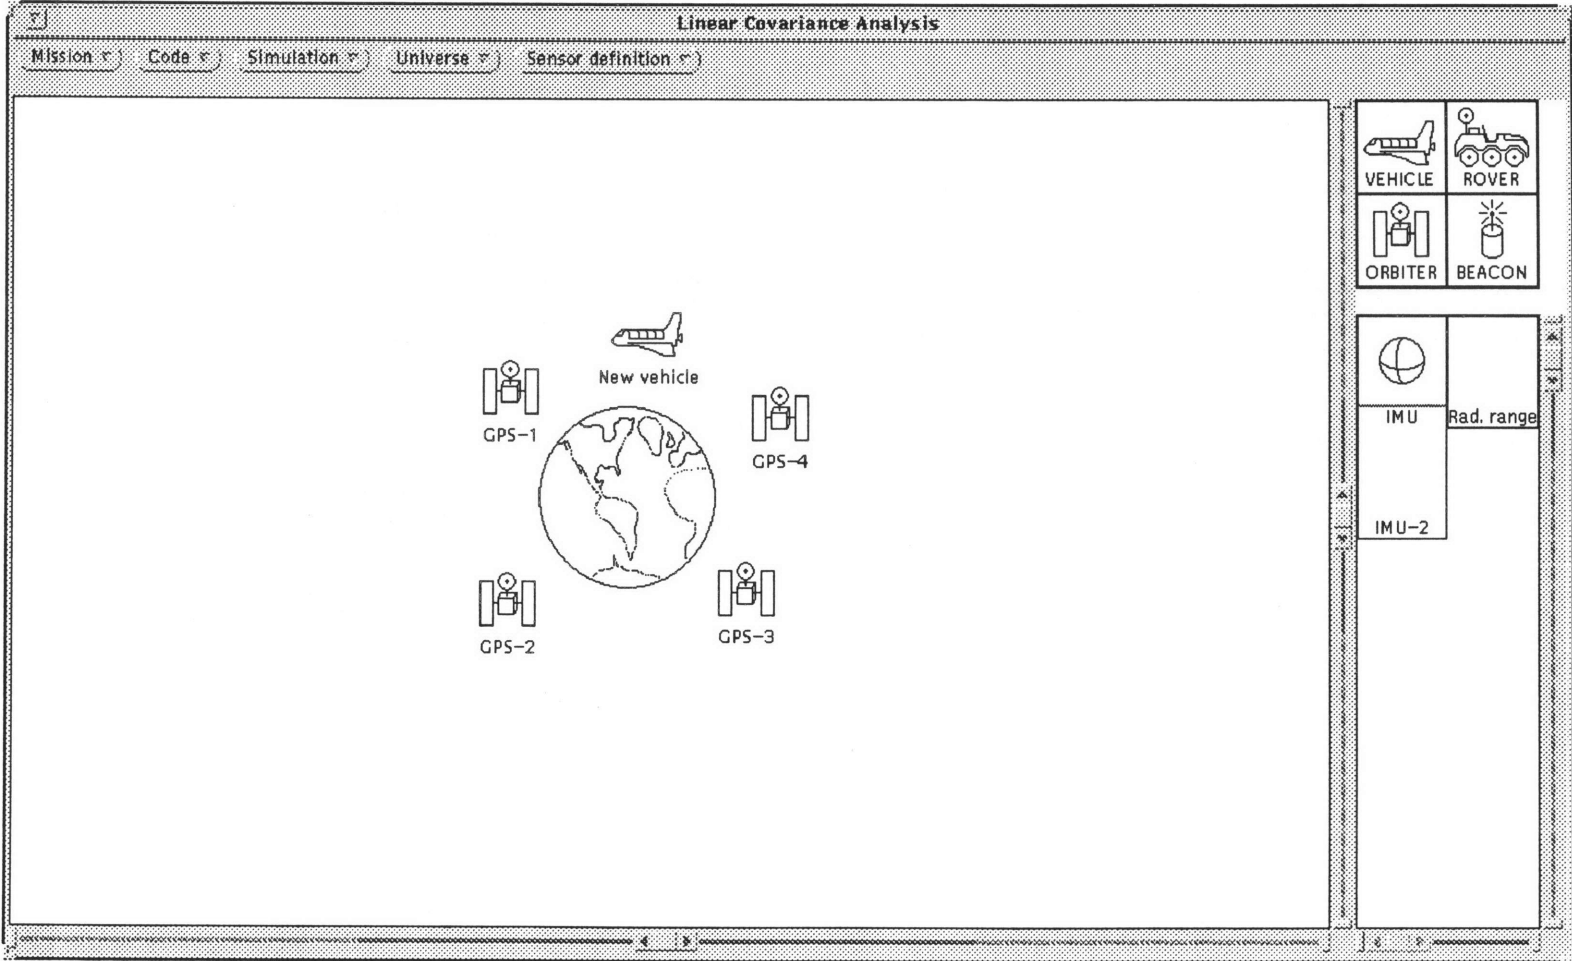 Linear Covariance Analysis
Mission Code Simulation Universe Sensor definition
VEHICLE ROVER
ORBITER BEACON
New vehicle
GPS-1
GPS-4
GPS-2
GPS-3
IMU Rad. range
IMU-2